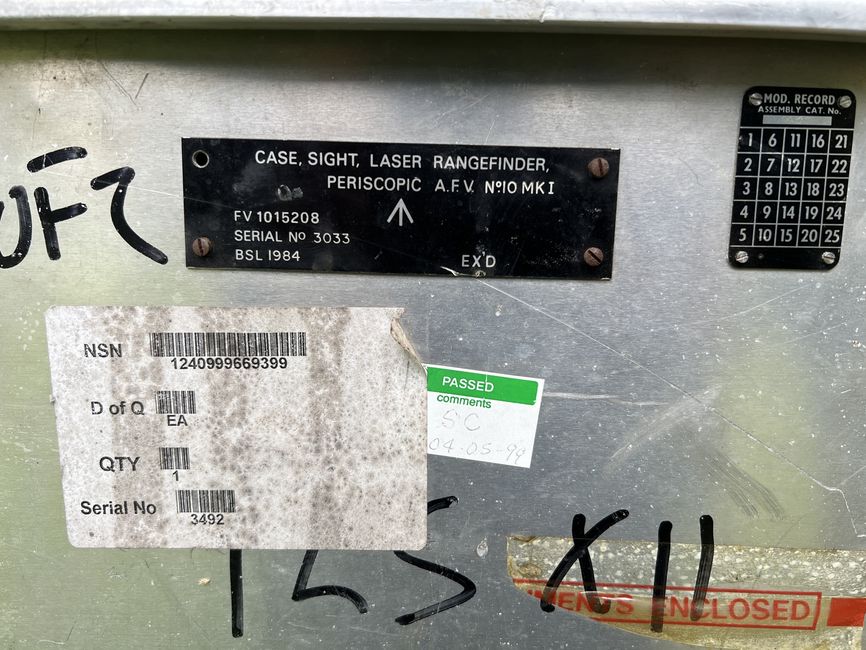 MOD. RECORD
ASSEMBLY CAT. No.
1 6 11 16 21
2 7 12 17 22
3 8 13 18 23
4 9 14 19 24
5 10 15 20 25
CASE, SIGHT, LASER RANGEFINDER,
PERISCOPIC A.F.V. Nº10 MK I
FV 1015208
SERIAL Nº 3033
BSL 1984
EX'D
NSN
1240999669399
D of Q
EA
QTY
1
Serial No
3492
PASSED
comments
SC
04-05-99
X11
MENTS ENCLOSED